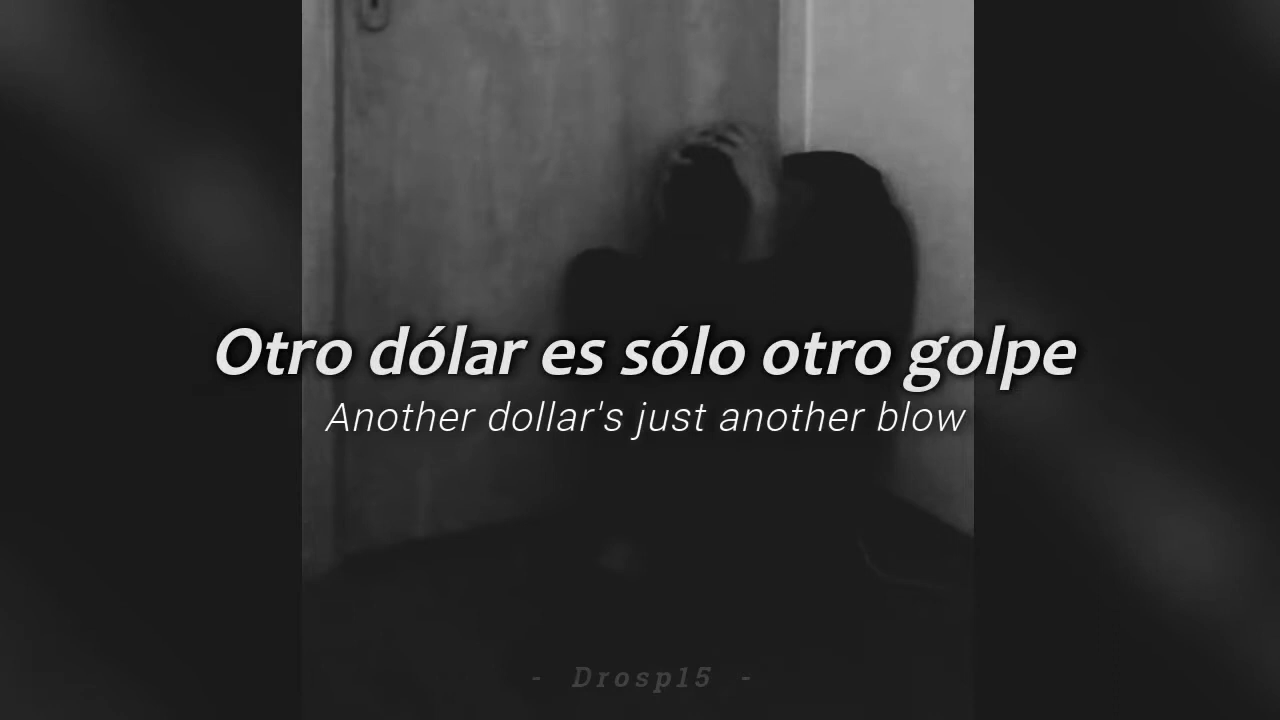 Otro dólar es sólo otro golpe
Another dollar's just another blow
- Drosp15 -